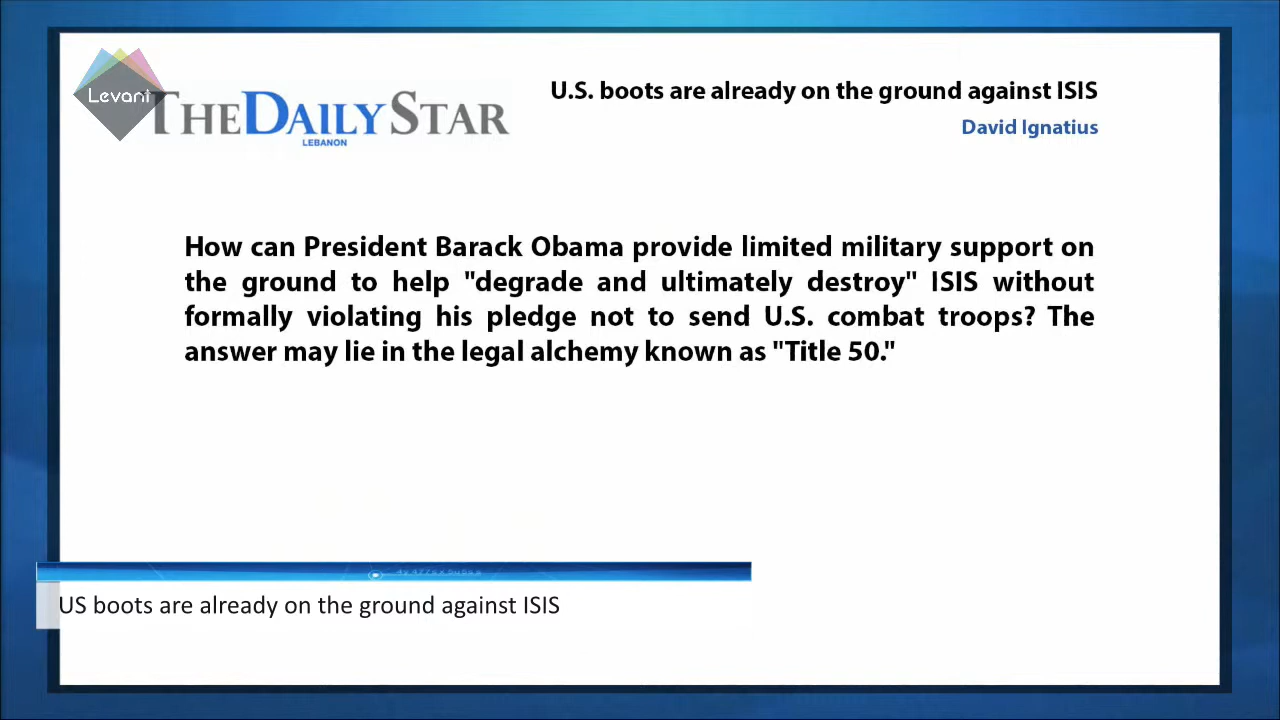 Levant
THE DAILY STAR
LEBANON
U.S. boots are already on the ground against ISIS
David Ignatius
How can President Barack Obama provide limited military support on
the ground to help "degrade and ultimately destroy" ISIS without
formally violating his pledge not to send U.S. combat troops? The
answer may lie in the legal alchemy known as "Title 50."
US boots are already on the ground against ISIS